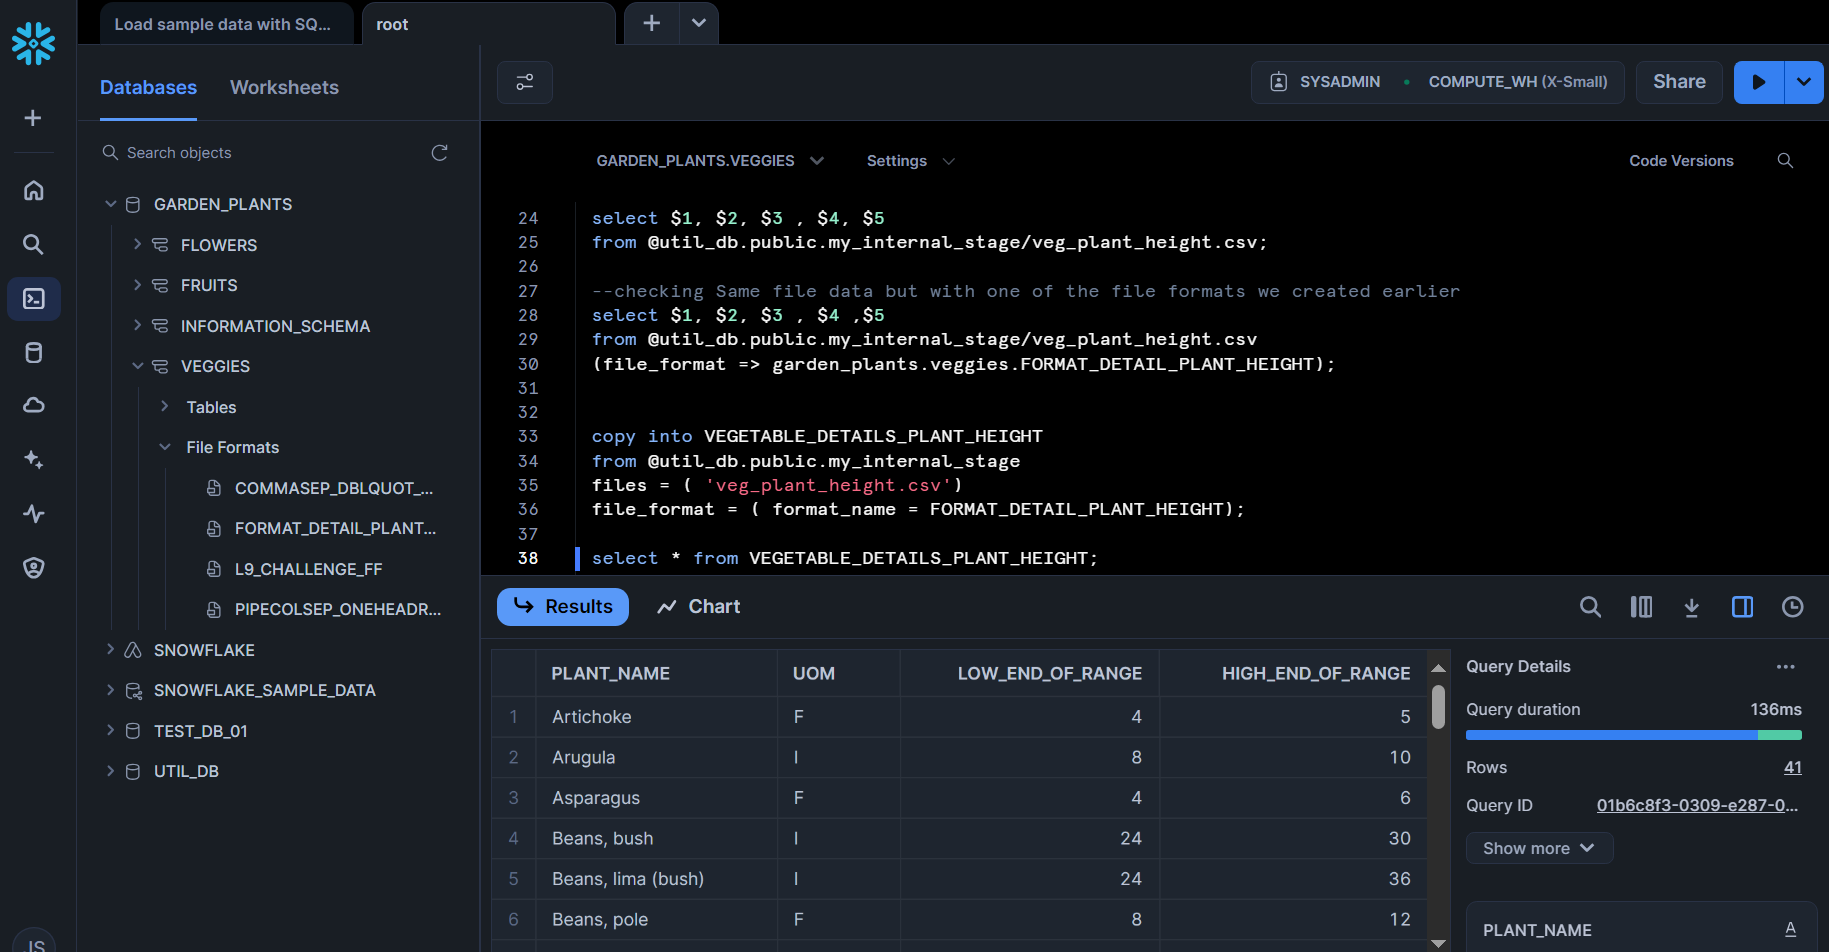 Load sample data with SQ...
root
Databases
Worksheets
SYSADMIN
COMPUTE_WH (X-Small)
Share
Search objects
GARDEN_PLANTS
FLOWERS
FRUITS
INFORMATION_SCHEMA
VEGGIES
Tables
File Formats
COMMASEP_DBLQUOT_...
FORMAT_DETAIL_PLANT...
L9_CHALLENGE_FF
PIPECOLSEP_ONEHEADR...
SNOWFLAKE
SNOWFLAKE_SAMPLE_DATA
TEST_DB_01
UTIL_DB
JS
GARDEN_PLANTS.VEGGIES
Settings
Code Versions
24 select $1, $2, $3 , $4, $5
25 from @util_db.public.my_internal_stage/veg_plant_height.csv;
26
27 --checking Same file data but with one of the file formats we created earlier
28 select $1, $2, $3 , $4 ,$5
29 from @util_db.public.my_internal_stage/veg_plant_height.csv
30 (file_format => garden_plants.veggies.FORMAT_DETAIL_PLANT_HEIGHT);
31
32
33 copy into VEGETABLE_DETAILS_PLANT_HEIGHT
34 from @util_db.public.my_internal_stage
35 files = ( 'veg_plant_height.csv')
36 file_format = ( format_name = FORMAT_DETAIL_PLANT_HEIGHT);
37
38 select * from VEGETABLE_DETAILS_PLANT_HEIGHT;
Results
Chart
PLANT_NAME UOM LOW_END_OF_RANGE HIGH_END_OF_RANGE
1 Artichoke F 4 5
2 Arugula I 8 10
3 Asparagus F 4 6
4 Beans, bush I 24 30
5 Beans, lima (bush) I 24 36
6 Beans, pole F 8 12
Query Details
...
Query duration 136ms
Rows 41
Query ID 01b6c8f3-0309-e287-0...
Show more
PLANT_NAME A